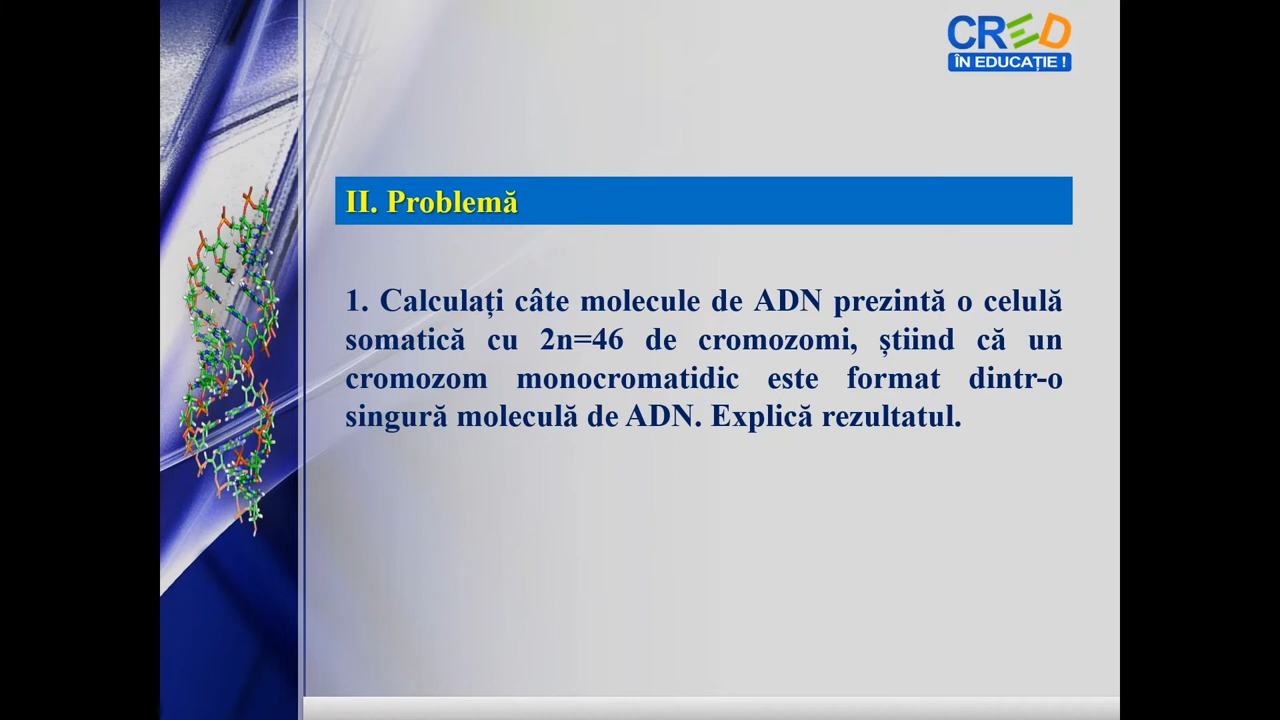 CRED
ÎN EDUCAȚIE !
II. Problemă
1. Calculați câte molecule de ADN prezintă o celulă
somatică cu 2n=46 de cromozomi, știind că un
cromozom monocromatidic este format dintr-o
singură moleculă de ADN. Explică rezultatul.